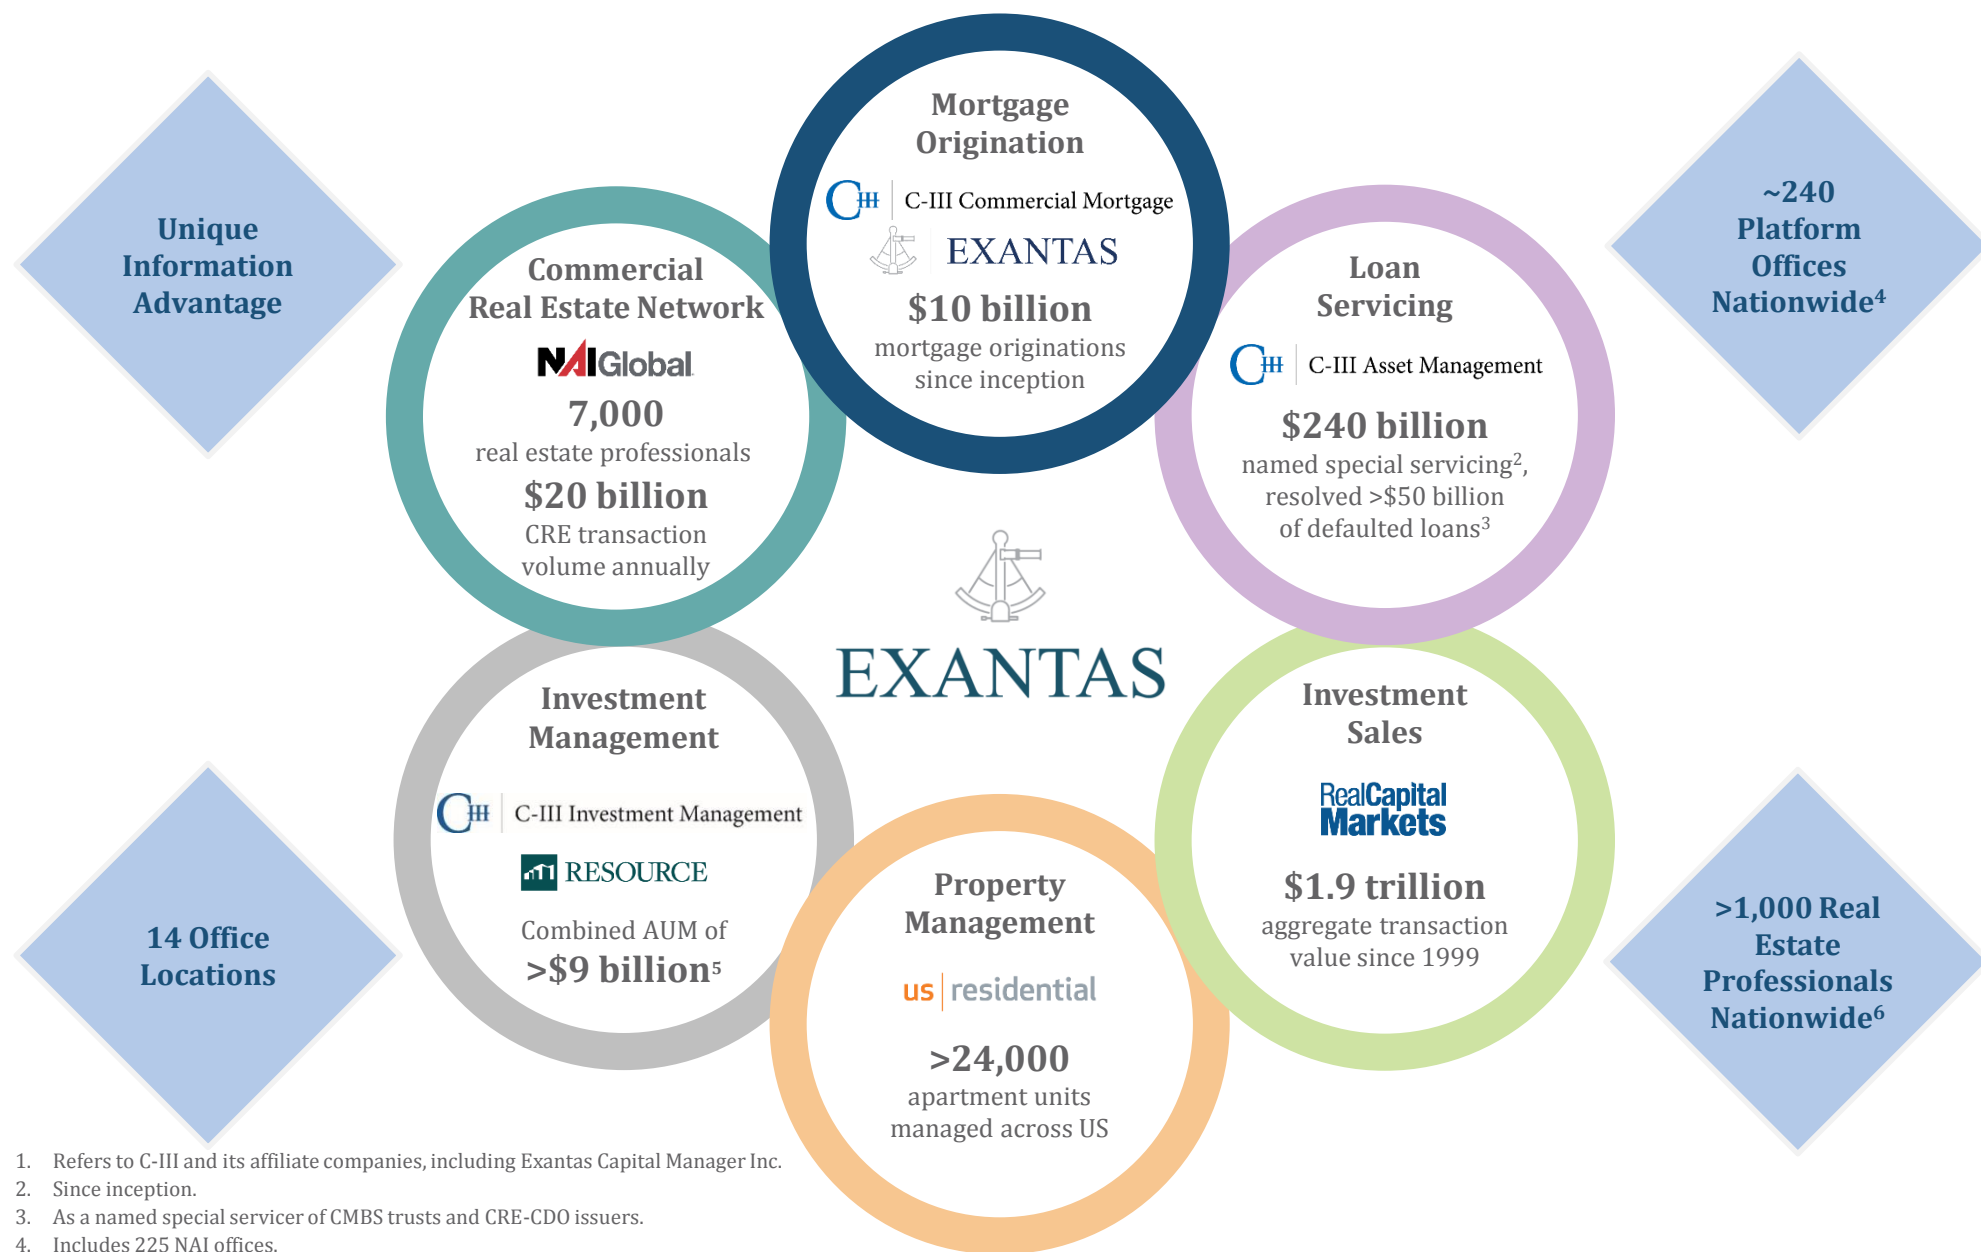 Unique
Information
Advantage
Commercial
Real Estate Network
NAIGlobal
7,000
real estate professionals
$20 billion
CRE transaction
volume annually
Mortgage
Origination
CIII | C-III Commercial Mortgage
EXANTAS
$10 billion
mortgage originations
since inception
Loan
Servicing
CIII | C-III Asset Management
$240 billion
named special servicing²,
resolved >$50 billion
of defaulted loans³
~240
Platform
Offices
Nationwide⁴
EXANTAS
14 Office
Locations
Investment
Management
CIII | C-III Investment Management
RESOURCE
Combined AUM of
>$9 billion⁵
Property
Management
us | residential
>24,000
apartment units
managed across US
Investment
Sales
RealCapital
Markets
$1.9 trillion
aggregate transaction
value since 1999
>1,000 Real
Estate
Professionals
Nationwide⁶
1. Refers to C-III and its affiliate companies, including Exantas Capital Manager Inc.
2. Since inception.
3. As a named special servicer of CMBS trusts and CRE-CDO issuers.
4. Includes 225 NAI offices.